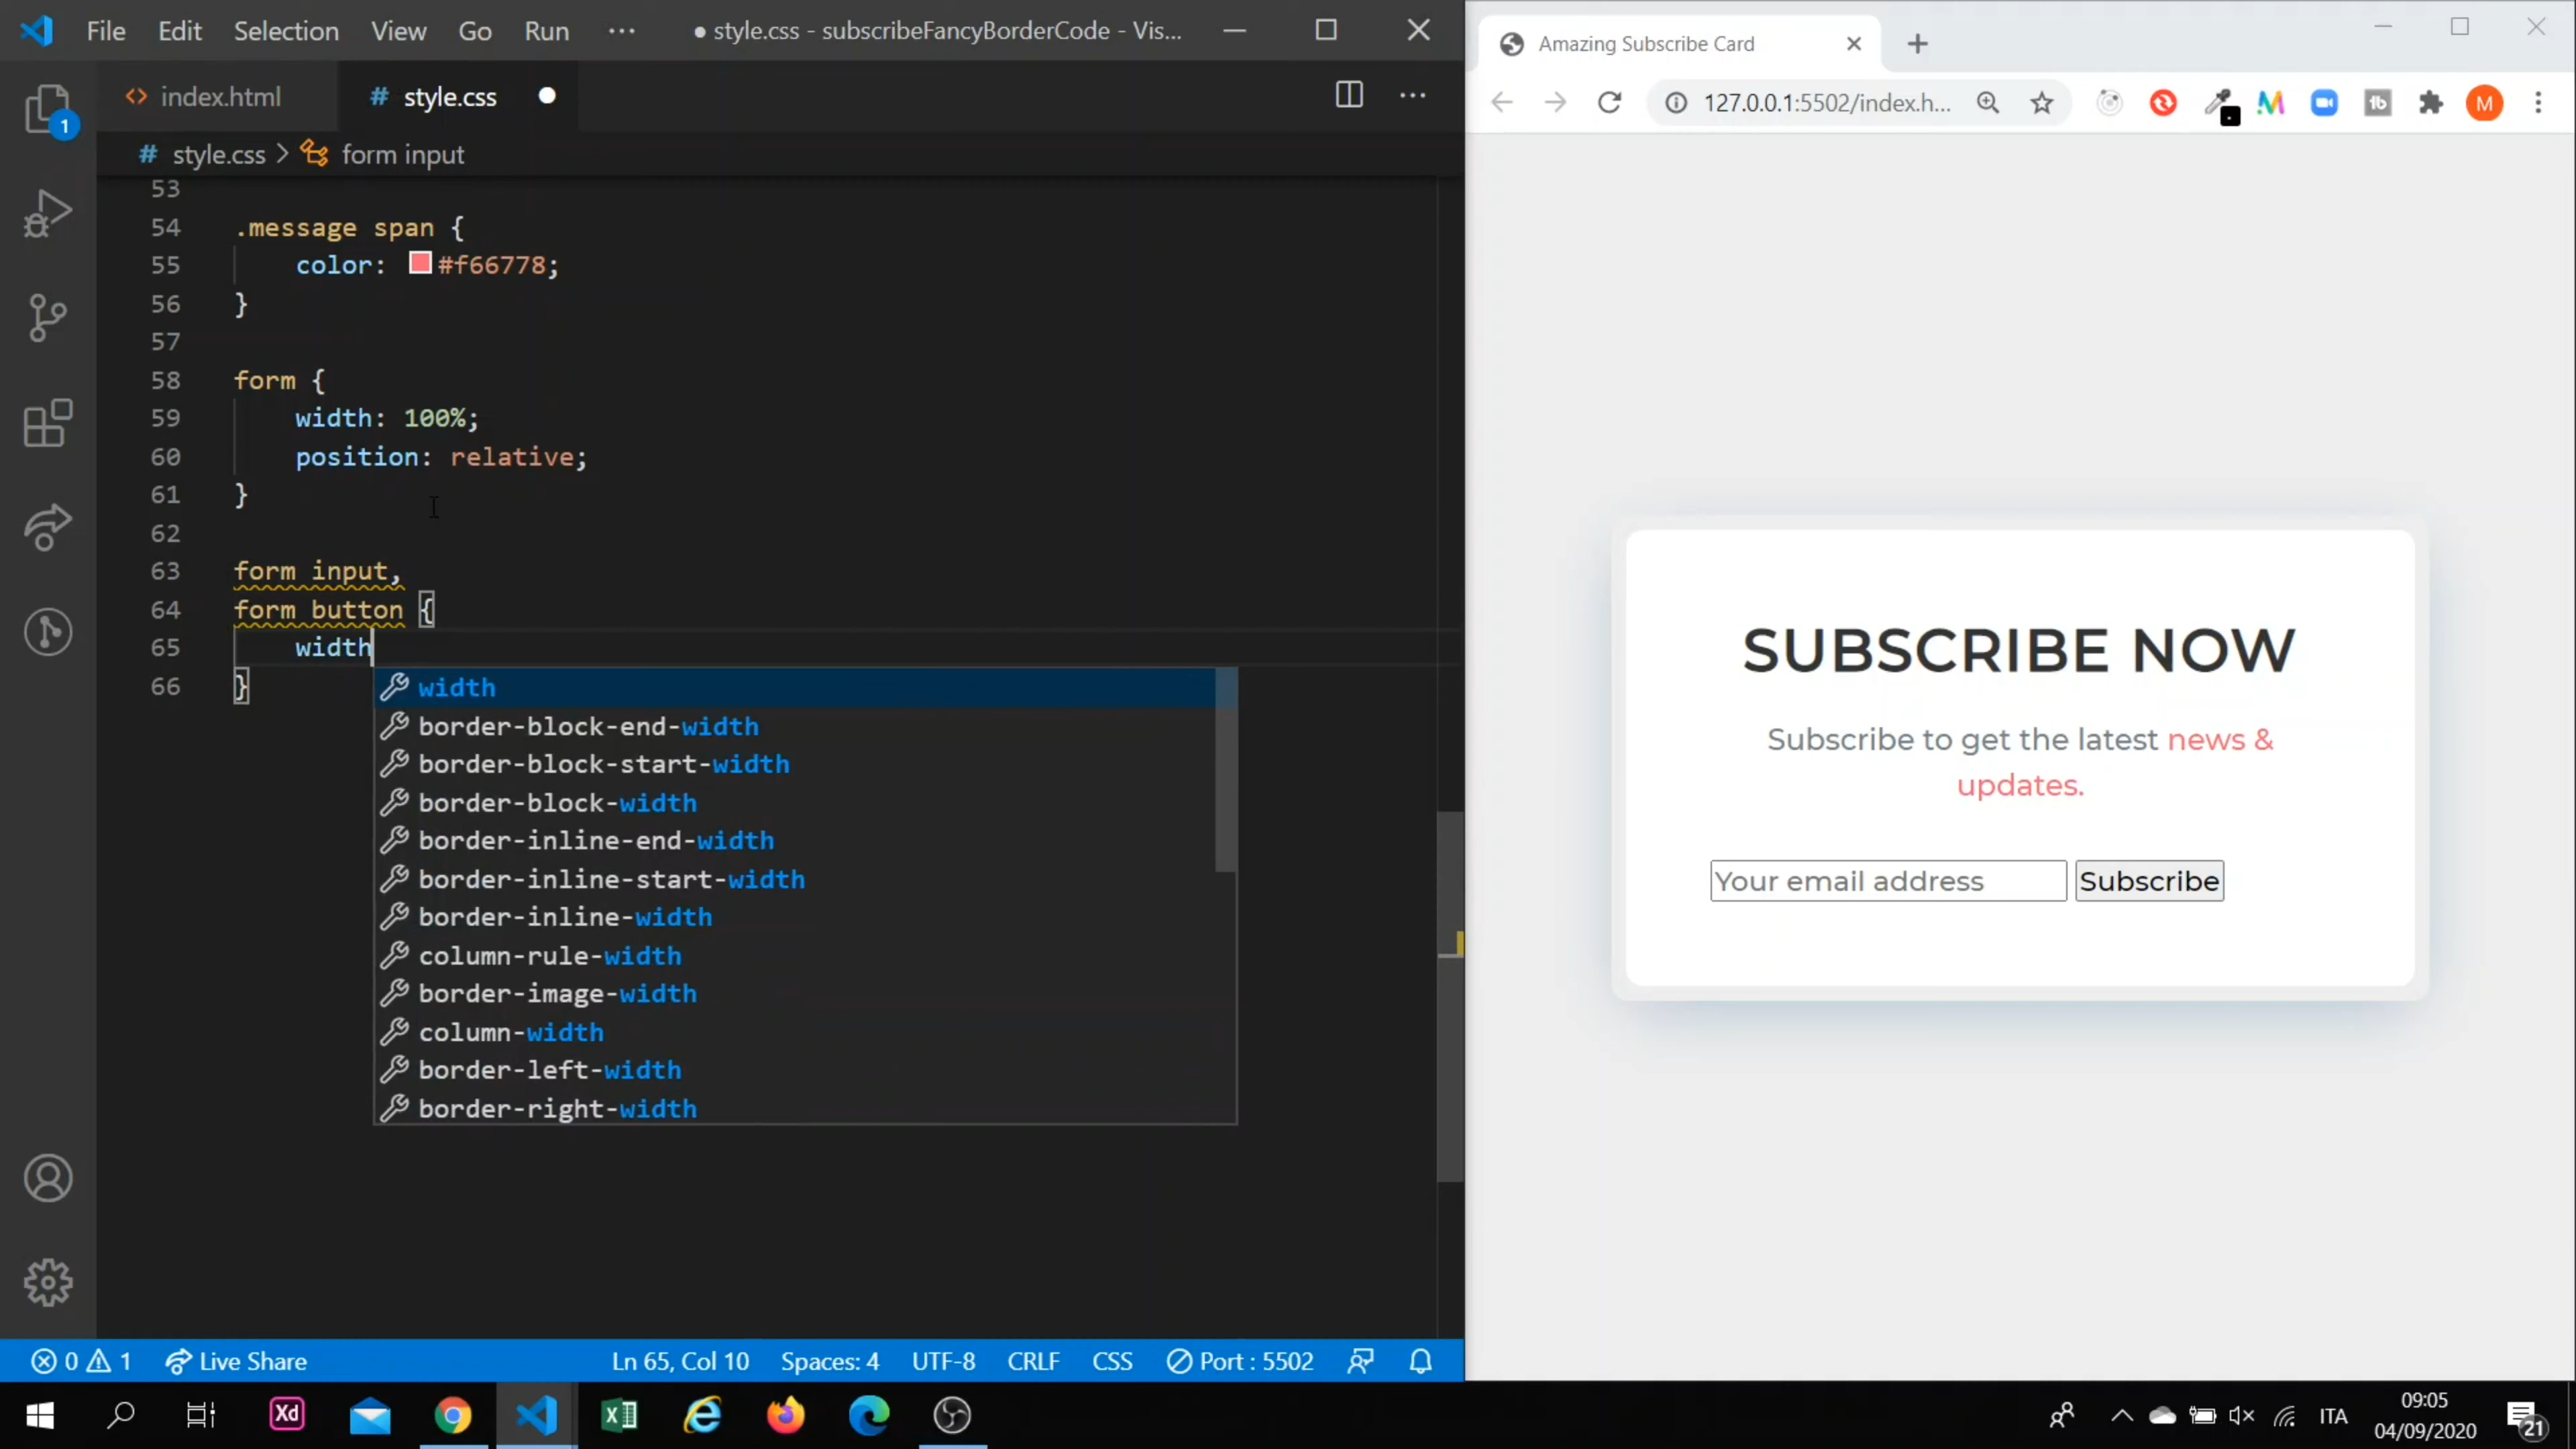 File Edit Selection View Go Run ··· ● style.css - subscribeFancyBorderCode - Vis...
index.html # style.css
# style.css > form input
53
54 .message span {
55 color: #f66778;
56 }
57
58 form {
59 width: 100%;
60 position: relative;
61 }
62
63 form input,
64 form button {
65 width
66 }
width
border-block-end-width
border-block-start-width
border-block-width
border-inline-end-width
border-inline-start-width
border-inline-width
column-rule-width
border-image-width
column-width
border-left-width
border-right-width
1
0 1 Live Share Ln 65, Col 10 Spaces: 4 UTF-8 CRLF CSS Port : 5502
Amazing Subscribe Card
127.0.0.1:5502/index.h... M
SUBSCRIBE NOW
Subscribe to get the latest news &
updates.
Your email address Subscribe
Xd
ITA
09:05
04/09/2020
21